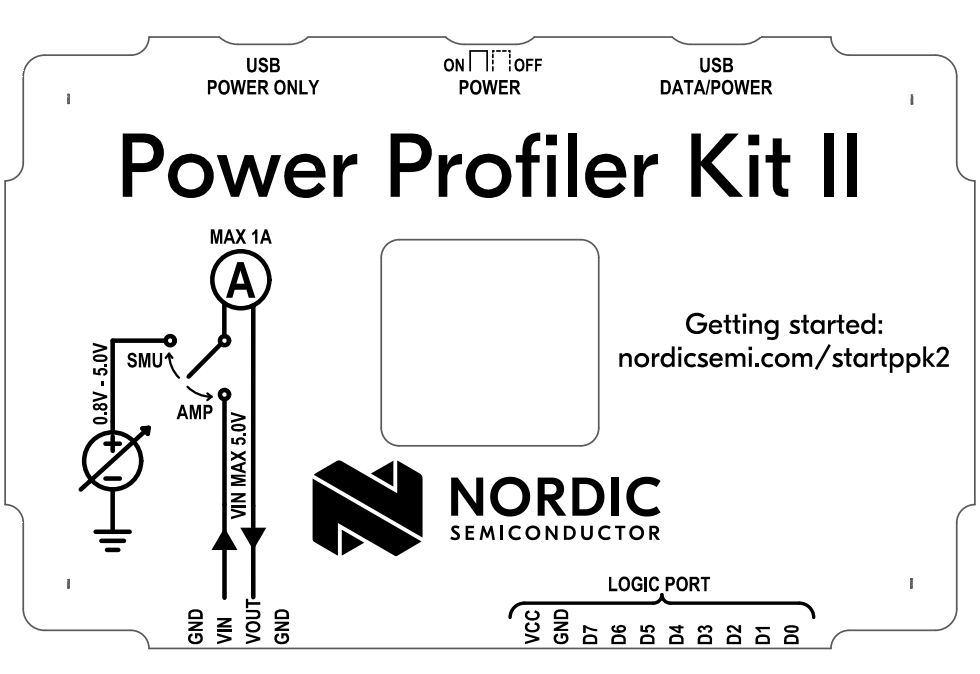 USB
POWER ONLY
ON OFF
POWER
USB
DATA/POWER
Power Profiler Kit II
MAX 1A
A
Getting started:
nordicsemi.com/startppk2
SMU
0.8V - 5.0V
AMP
VIN MAX 5.0V
+
−
NORDIC
SEMICONDUCTOR
LOGIC PORT
GND
VIN
VOUT
GND
VCC
GND
D7
D6
D5
D4
D3
D2
D1
D0